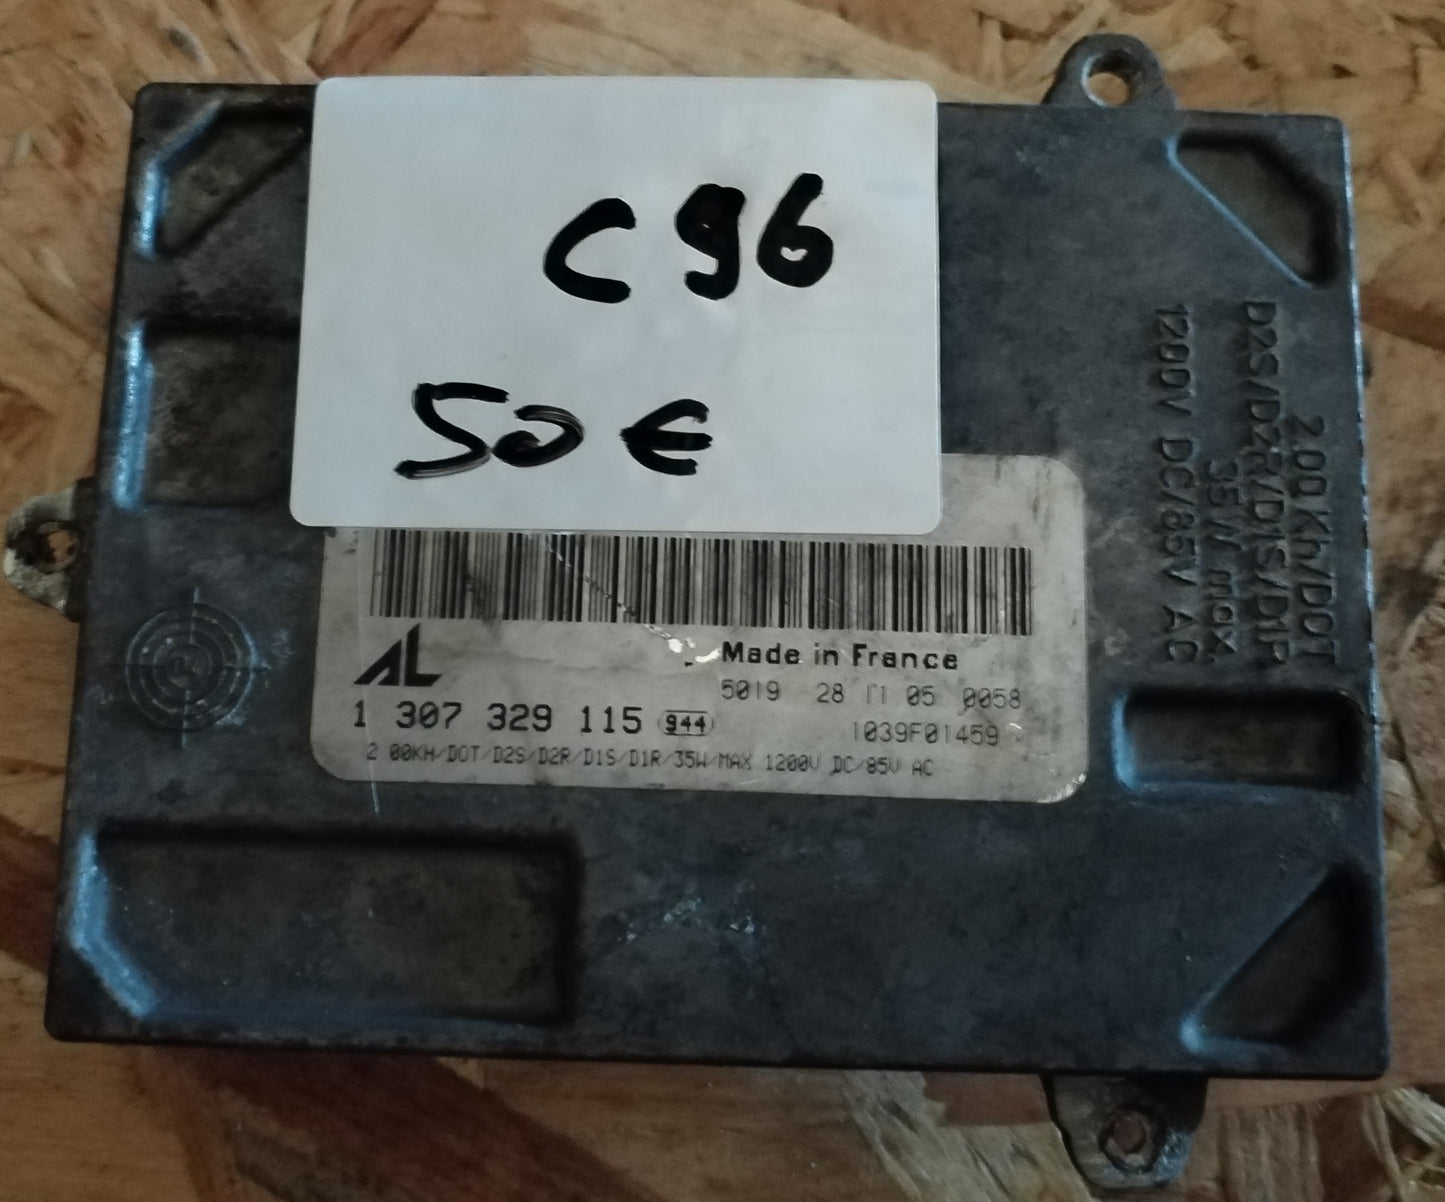 C96
50€
AL
Made in France
5019 28 11 05 0058
1 307 329 115 944
1039F01459
2 00KH/DOT/D2S/D2R/D1S/D1R/35W/MAX 1200V DC/85V AC
2.00Kh/DOT
D2S/D2R/D1S/D1R
35W max.
1200V DC/85V AC